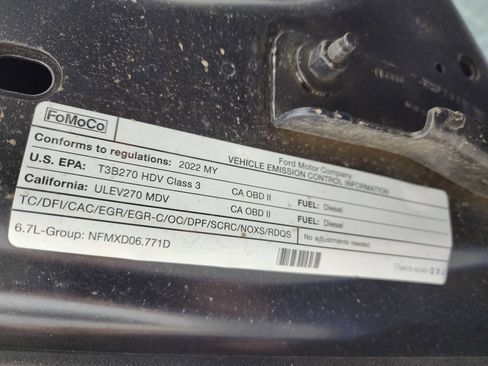 FoMoCo
Ford Motor Company
VEHICLE EMISSION CONTROL INFORMATION
Conforms to regulations: 2022 MY
U.S. EPA: T3B270 HDV Class 3 CA OBD II FUEL: Diesel
California: ULEV270 MDV CA OBD II FUEL: Diesel
TC/DFI/CAC/EGR/EGR-C/OC/DPF/SCRC/NOXS/RDQS No adjustments needed.
6.7L-Group: NFMXD06.771D